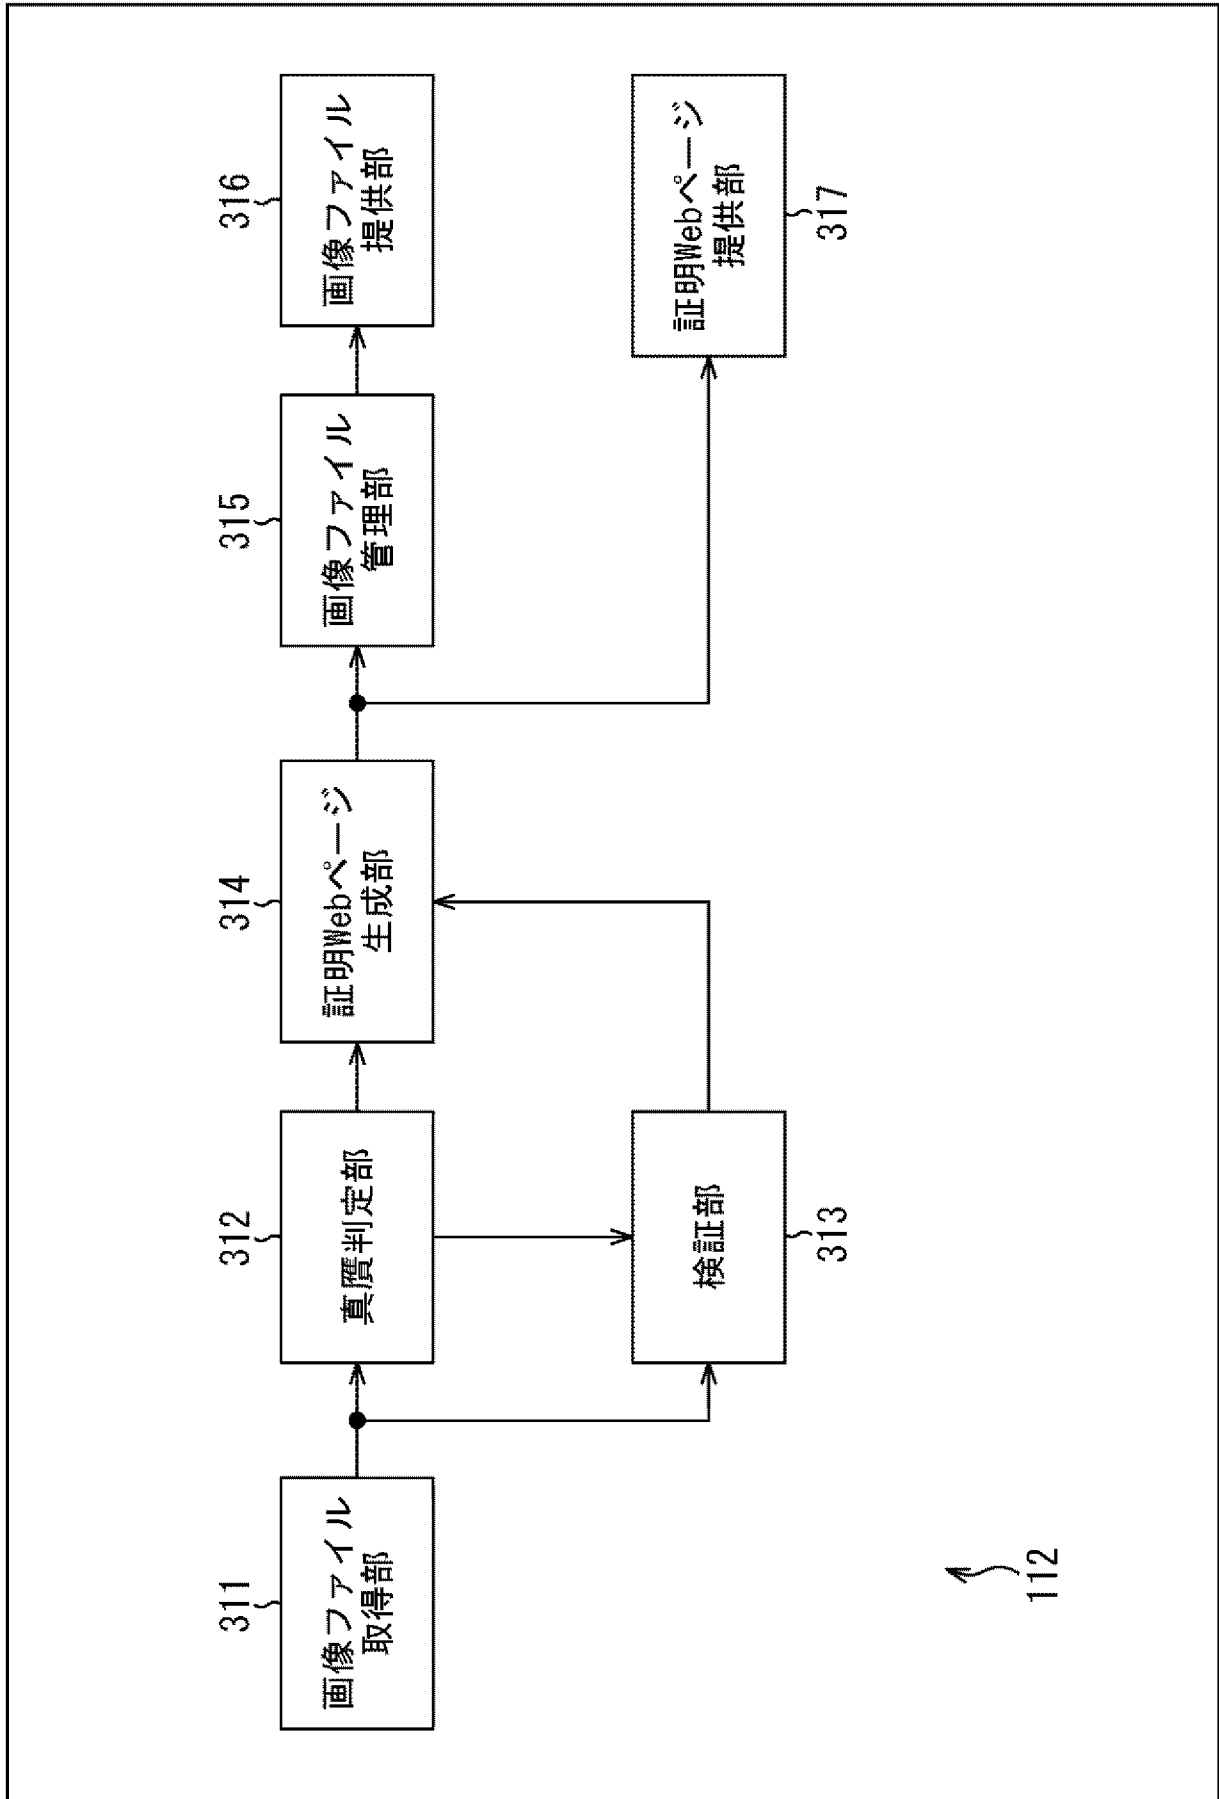 311
画像ファイル
取得部
312
真贋判定部
313
検証部
314
証明Webページ
生成部
315
画像ファイル
管理部
316
画像ファイル
提供部
317
証明Webページ
提供部
112